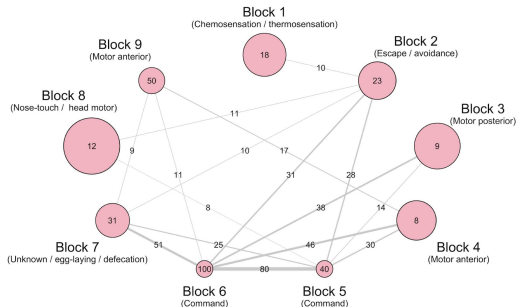 Block 1
(Chemosensation / thermosensation)
18
10
Block 2
(Escape / avoidance)
23
Block 9
(Motor anterior)
50
Block 8
(Nose-touch / head motor)
12
Block 3
(Motor posterior)
9
11
9
10
17
11
31
28
38
8
14
Block 7
(Unknown / egg-laying / defecation)
31
Block 4
(Motor anterior)
8
51
25
46
30
80
Block 6
(Command)
100
Block 5
(Command)
40